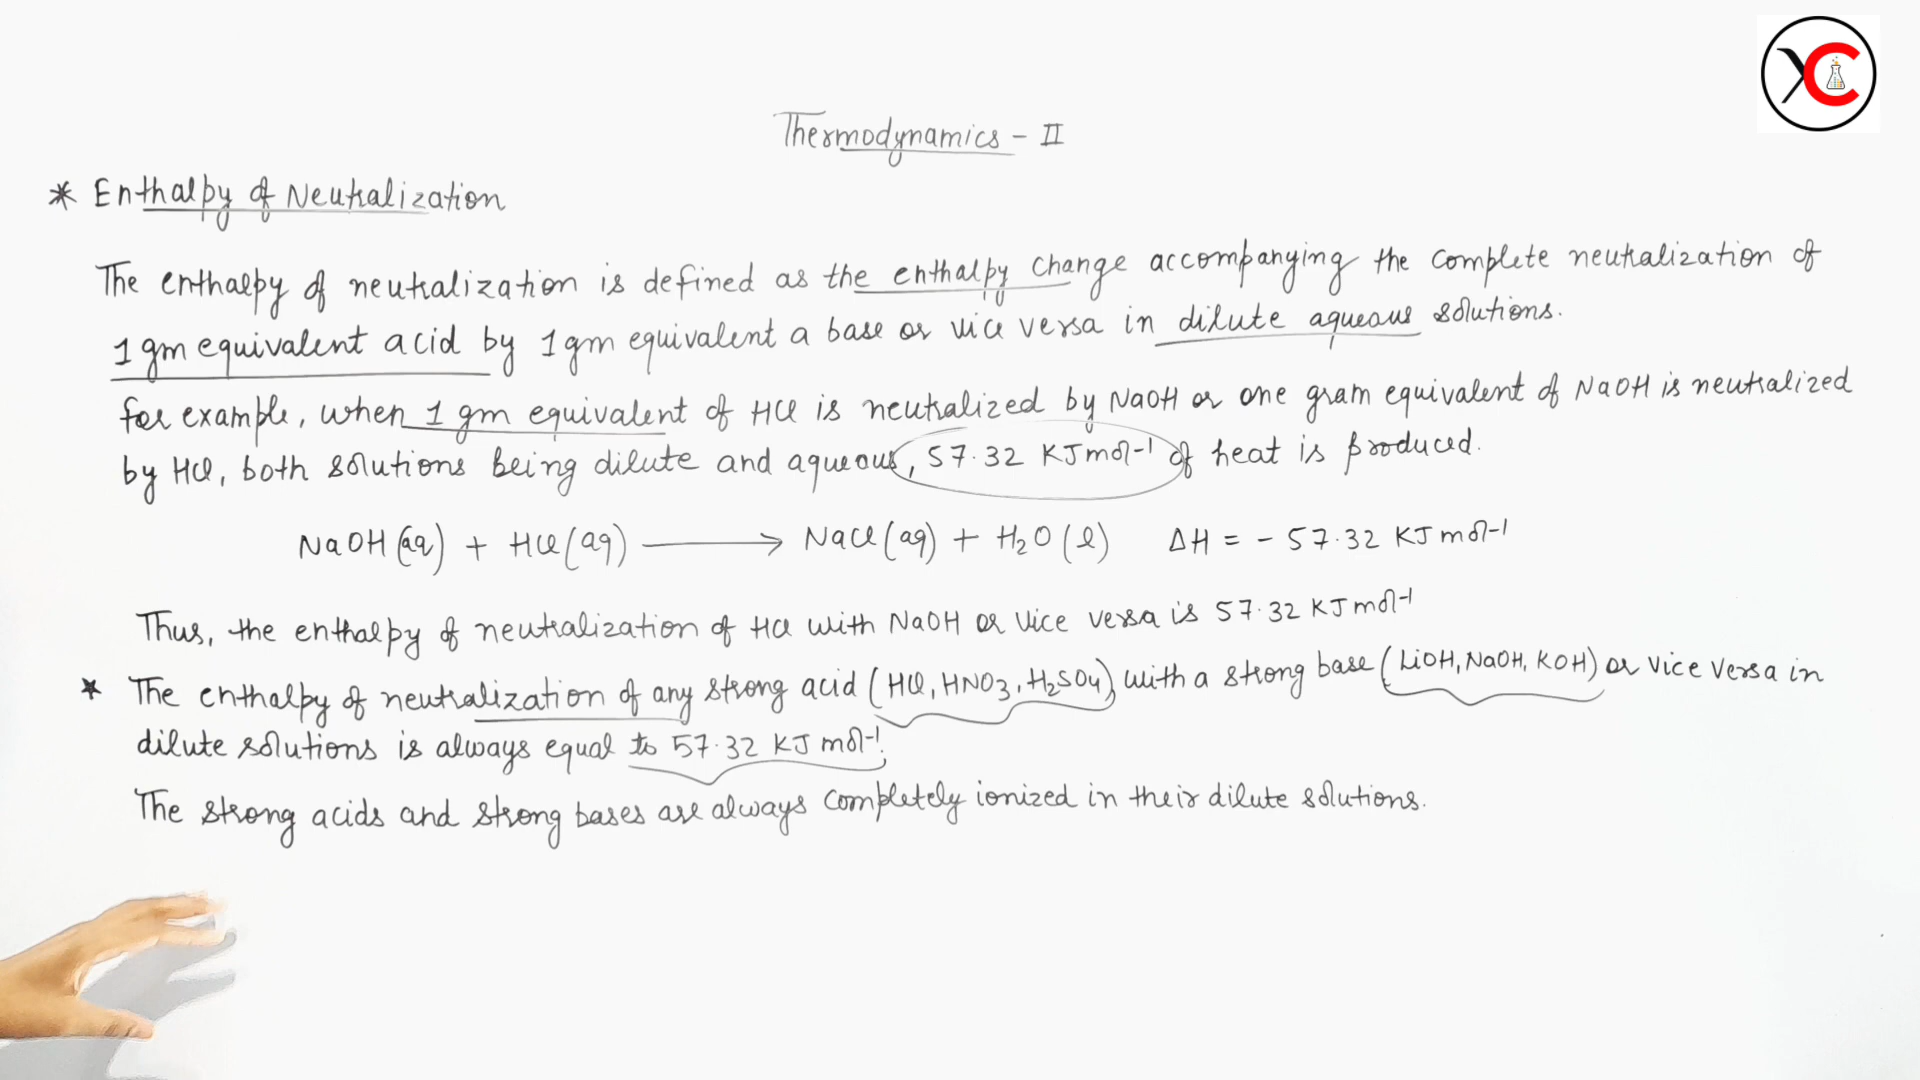 Thermodynamics - II
* Enthalpy of Neutralization
The enthalpy of neutralization is defined as the enthalpy change accompanying the complete neutralization of
1 gm equivalent acid by 1 gm equivalent a base or vice versa in dilute aqueous solutions.
for example, when 1 gm equivalent of HCl is neutralized by NaOH or one gram equivalent of NaOH is neutralized
by HCl, both solutions being dilute and aqueous, 57.32 KJ mol⁻¹ of heat is produced.
NaOH (aq) + HCl (aq) ⟶ NaCl (aq) + H₂O (l) ΔH = - 57.32 KJ mol⁻¹
Thus, the enthalpy of neutralization of HCl with NaOH or Vice versa is 57.32 KJ mol⁻¹
* The enthalpy of neutralization of any strong acid (HCl, HNO3, H₂SO4) with a strong base (LiOH, NaOH, KOH) or vice versa in
dilute solutions is always equal to 57.32 KJ mol⁻¹.
The strong acids and strong bases are always completely ionized in their dilute solutions.